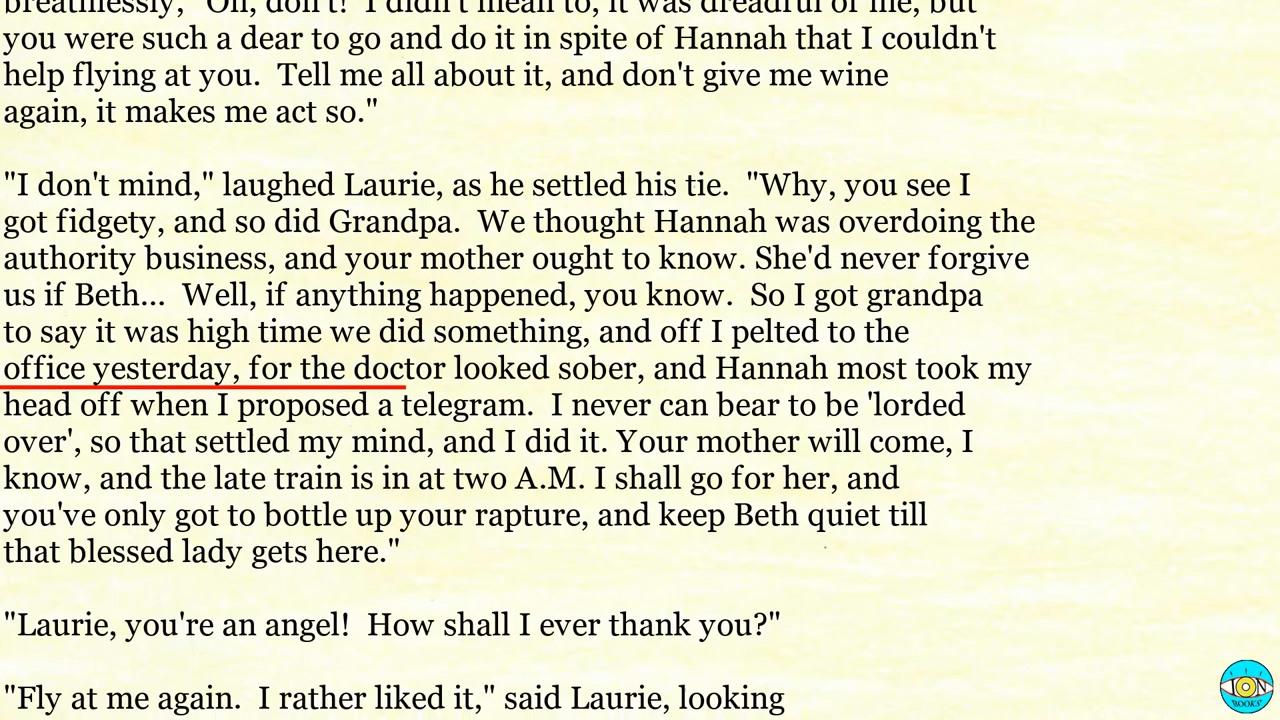 breathlessly, "Oh, don't!  I didn't mean to, it was dreadful of me, but
you were such a dear to go and do it in spite of Hannah that I couldn't
help flying at you.  Tell me all about it, and don't give me wine
again, it makes me act so."
"I don't mind," laughed Laurie, as he settled his tie.  "Why, you see I
got fidgety, and so did Grandpa.  We thought Hannah was overdoing the
authority business, and your mother ought to know. She'd never forgive
us if Beth...  Well, if anything happened, you know.  So I got grandpa
to say it was high time we did something, and off I pelted to the
office yesterday, for the doctor looked sober, and Hannah most took my
head off when I proposed a telegram.  I never can bear to be 'lorded
over', so that settled my mind, and I did it. Your mother will come, I
know, and the late train is in at two A.M. I shall go for her, and
you've only got to bottle up your rapture, and keep Beth quiet till
that blessed lady gets here."
"Laurie, you're an angel!  How shall I ever thank you?"
"Fly at me again.  I rather liked it," said Laurie, looking
ION
BOOKS